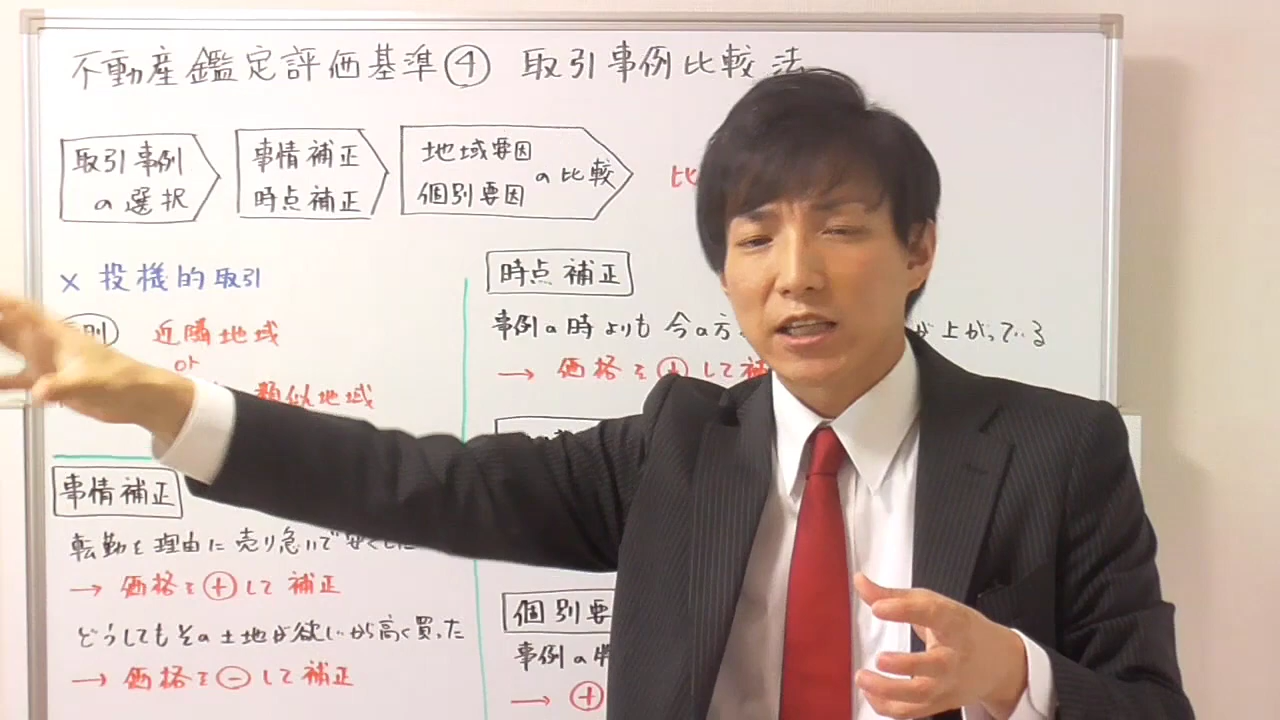 不動産鑑定評価基準④ 取引事例比較法
取引事例
の選択
事情補正
時点補正
地域要因
個別要因
の比較
比
× 投機的取引
近隣地域
or
類似地域
事情補正
転勤を理由に売り急いで
→ 価格を⊕して補正
どうしてもその土地が欲しいから高く買った
→ 価格を⊖して補正
時点補正
事例の時よりも今の方 が上がっている
→ 価格を⊕して補
個別要
事例の
→ ⊕